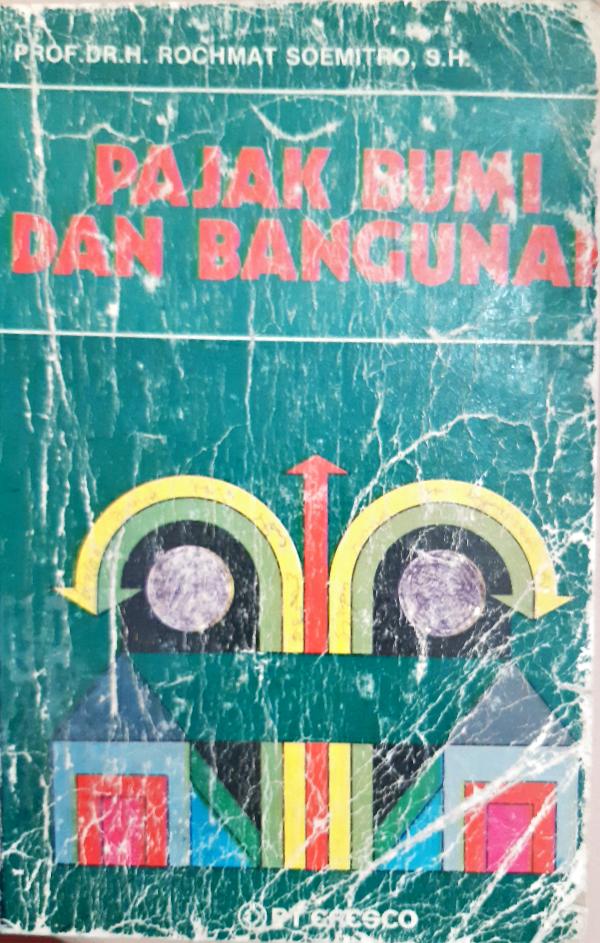 PROF.DR.H. ROCHMAT SOEMITRO, S.H.
PAJAK BUMI
DAN BANGUNAN
PT ERESCO